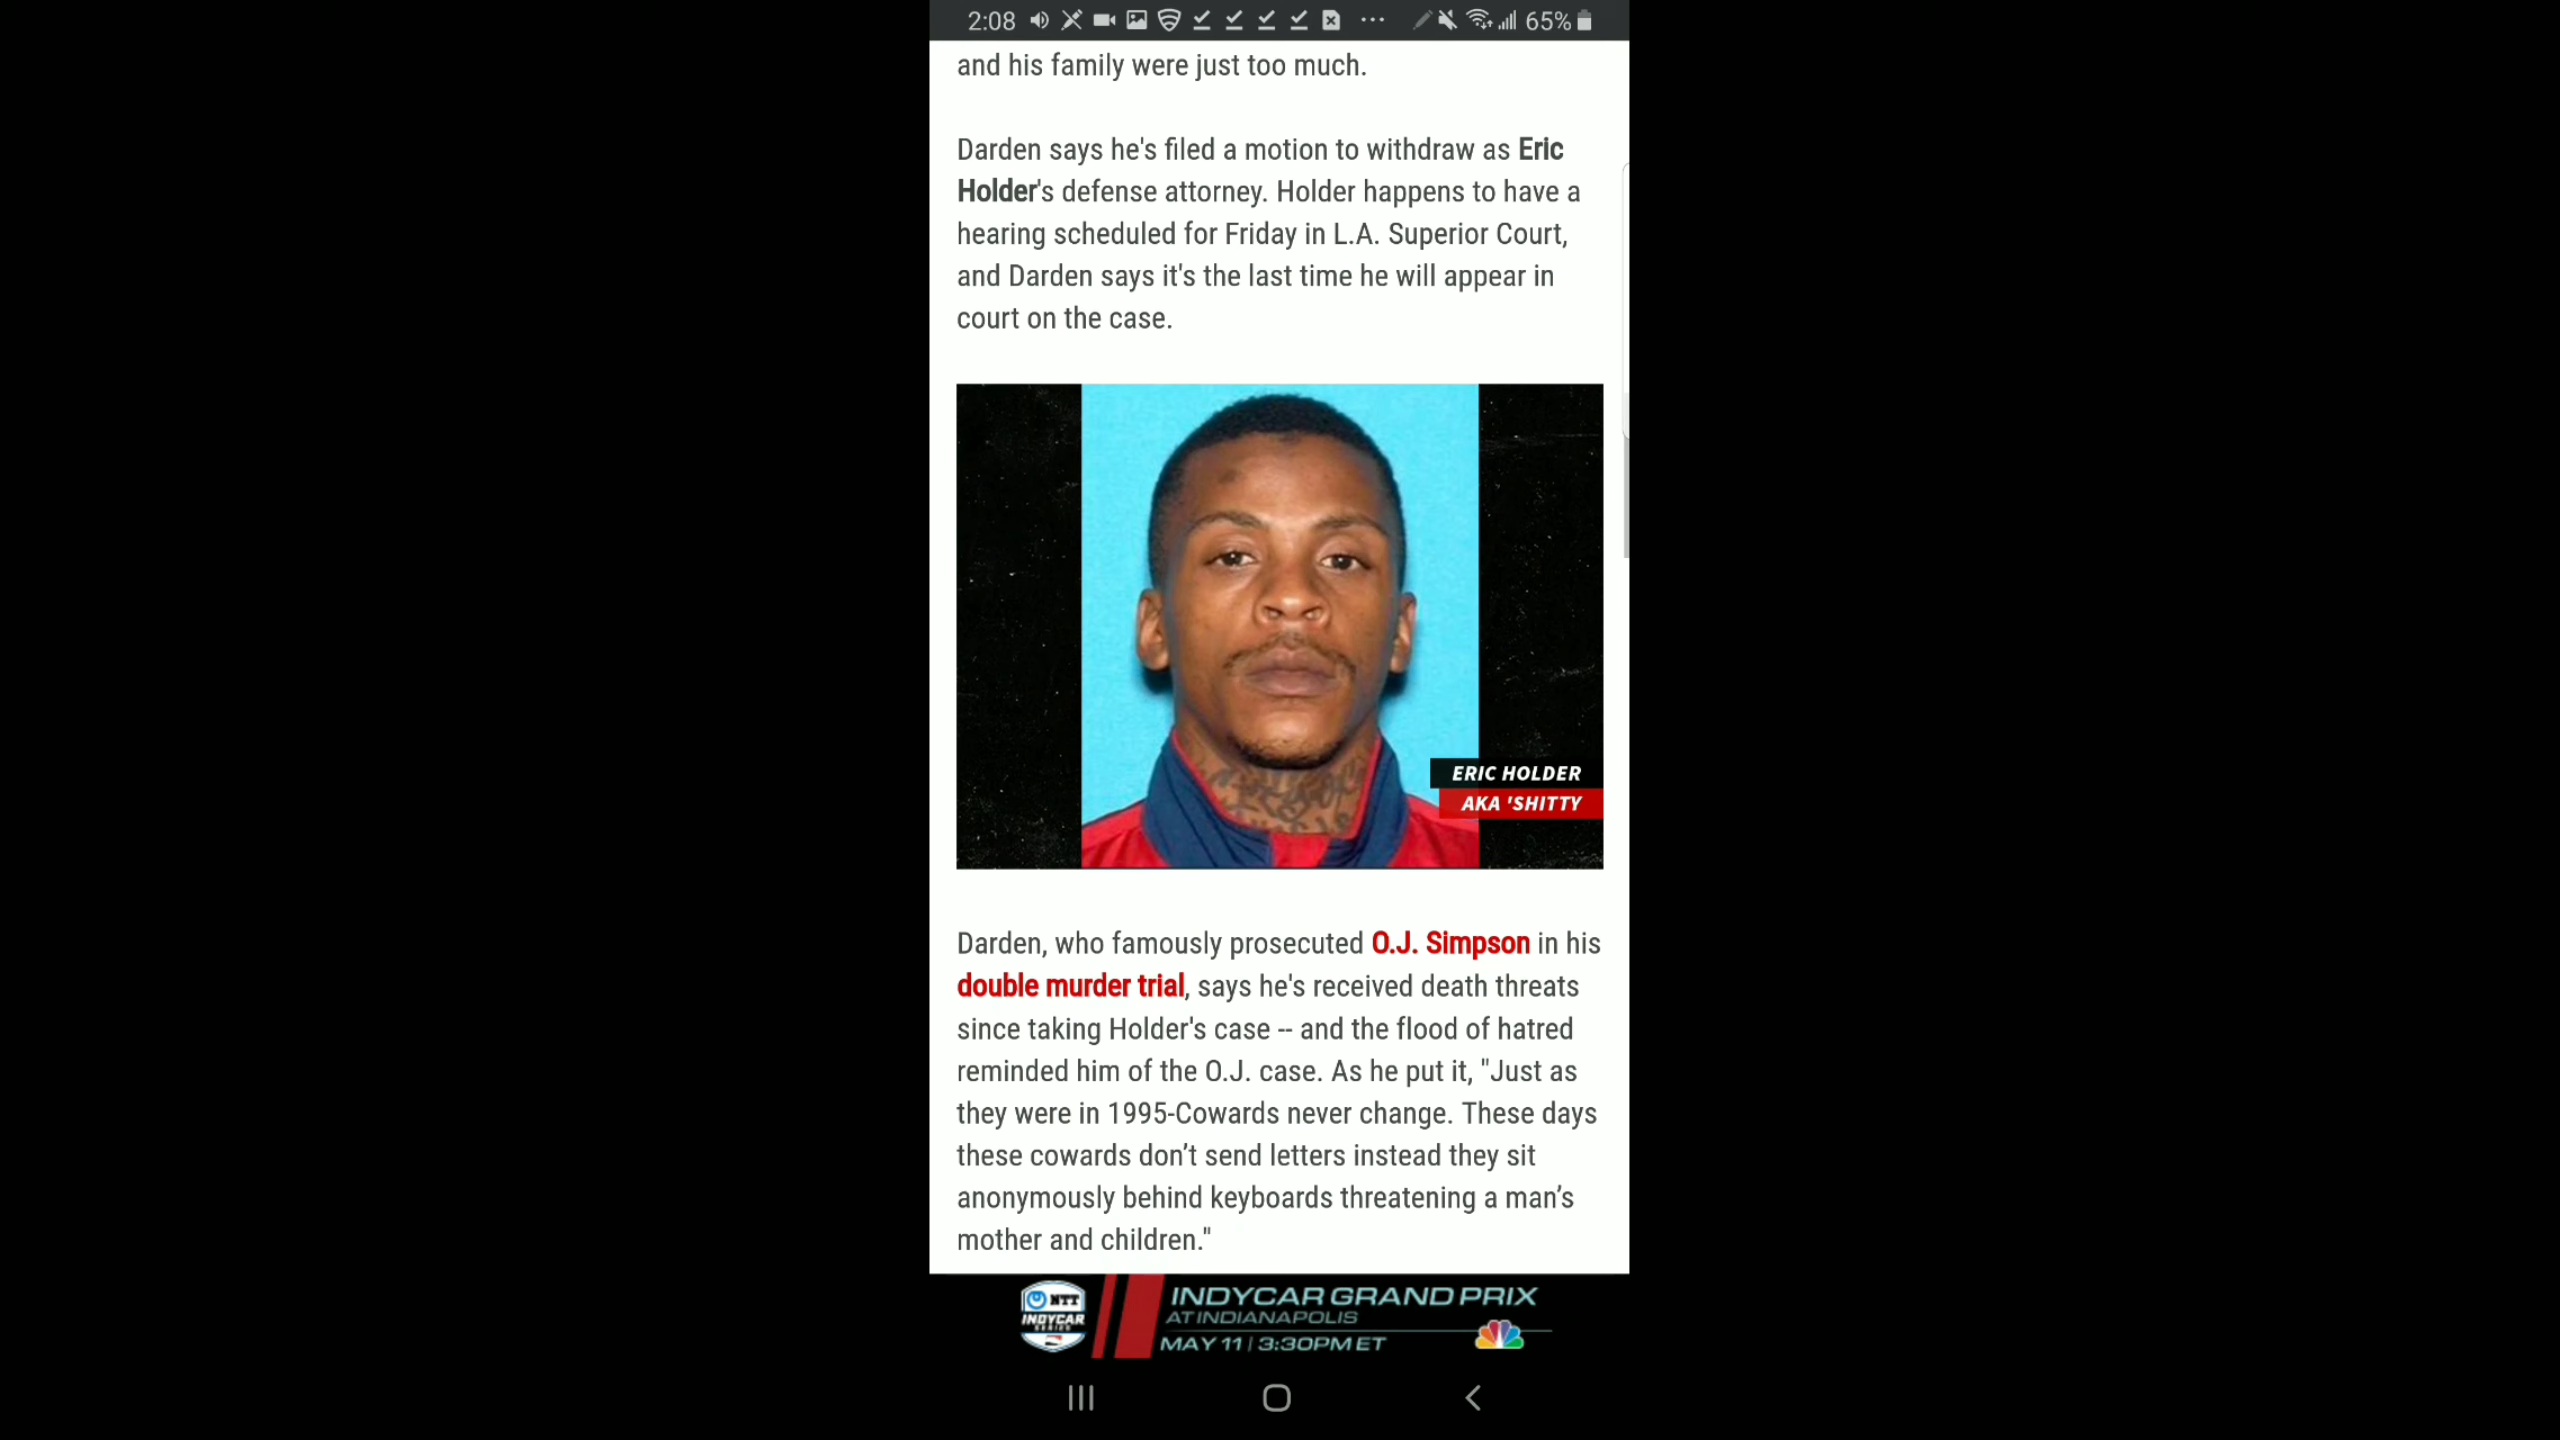 2:08 65%
and his family were just too much.
Darden says he's filed a motion to withdraw as Eric
Holder's defense attorney. Holder happens to have a
hearing scheduled for Friday in L.A. Superior Court,
and Darden says it's the last time he will appear in
court on the case.
ERIC HOLDER
AKA 'SHITTY
Darden, who famously prosecuted O.J. Simpson in his
double murder trial, says he's received death threats
since taking Holder's case -- and the flood of hatred
reminded him of the O.J. case. As he put it, "Just as
they were in 1995-Cowards never change. These days
these cowards don’t send letters instead they sit
anonymously behind keyboards threatening a man’s
mother and children."
NTT
INDYCAR
SERIES
INDYCAR GRAND PRIX
AT INDIANAPOLIS
MAY 11 | 3:30PM ET